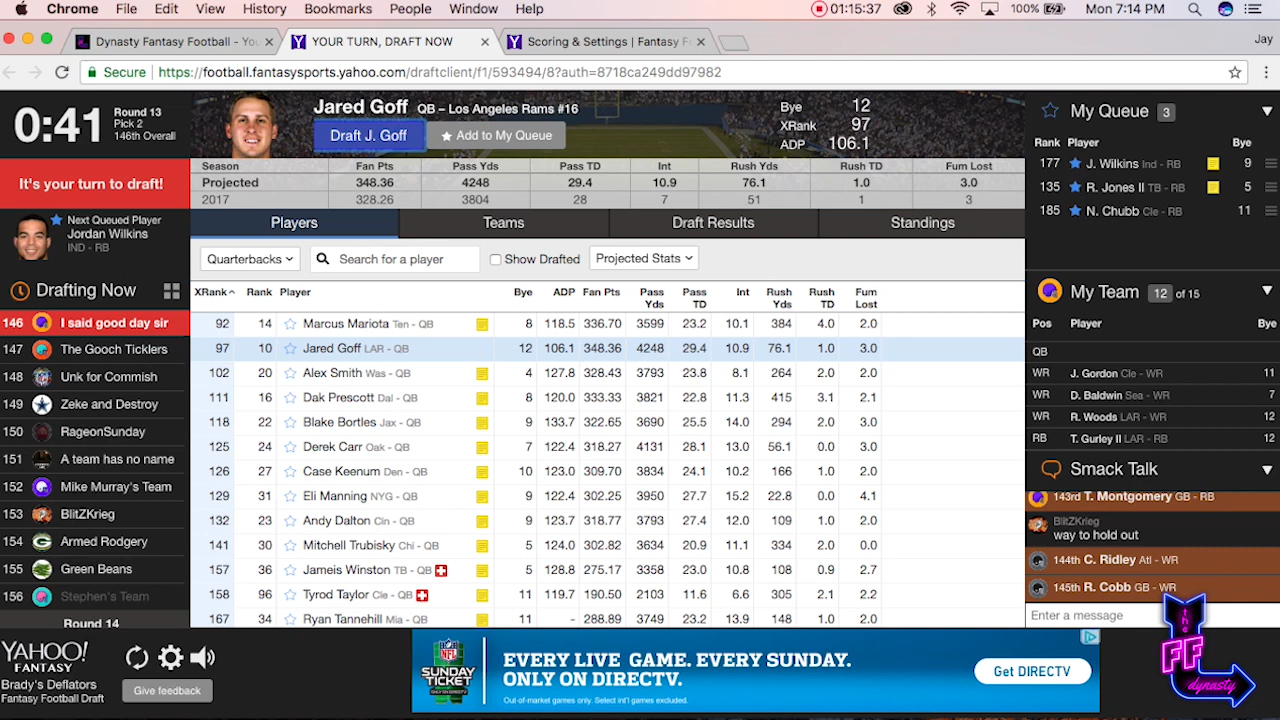 Chrome File Edit View History Bookmarks People Window Help 01:15:37 100% Mon 7:14 PM
Dynasty Fantasy Football - You YOUR TURN, DRAFT NOW Scoring & Settings | Fantasy F Jay
Secure https://football.fantasysports.yahoo.com/draftclient/f1/593494/8?auth=8718ca249dd97982
0:41
Round 13
Pick 2
146th Overall
It's your turn to draft!
Next Queued Player
Jordan Wilkins
IND - RB
Drafting Now
146 I said good day sir
147 The Gooch Ticklers
148 Unk for Commish
149 Zeke and Destroy
150 RageonSunday
151 A team has no name
152 Mike Murray's Team
153 BlitZKrieg
154 Armed Rodgery
155 Green Beans
156 Stephen's Team
Round 14
Jared Goff QB – Los Angeles Rams #16
Draft J. Goff Add to My Queue
Bye 12
XRank 97
ADP 106.1
Season Fan Pts Pass Yds Pass TD Int Rush Yds Rush TD Fum Lost
Projected 348.36 4248 29.4 10.9 76.1 1.0 3.0
2017 328.26 3804 28 7 51 1 3
Players Teams Draft Results Standings
Quarterbacks Search for a player Show Drafted Projected Stats
XRank Rank Player Bye ADP Fan Pts Pass Yds Pass TD Int Rush Yds Rush TD Fum Lost
92 14 Marcus Mariota Ten - QB 8 118.5 336.70 3599 23.2 10.1 384 4.0 2.0
97 10 Jared Goff LAR - QB 12 106.1 348.36 4248 29.4 10.9 76.1 1.0 3.0
102 20 Alex Smith Was - QB 4 127.8 328.43 3793 23.8 8.1 264 2.0 2.0
111 16 Dak Prescott Dal - QB 8 120.0 333.33 3821 22.8 11.3 415 3.1 2.1
118 22 Blake Bortles Jax - QB 9 133.7 322.65 3690 25.5 14.0 294 2.0 3.0
125 24 Derek Carr Oak - QB 7 122.4 318.27 4131 28.1 13.0 56.1 0.0 3.0
126 27 Case Keenum Den - QB 10 123.0 309.70 3834 24.1 10.2 166 1.0 2.0
129 31 Eli Manning NYG - QB 9 122.4 302.25 3950 27.7 15.2 22.8 0.0 4.1
132 23 Andy Dalton Cin - QB 9 123.7 318.77 3793 27.4 12.0 109 1.0 2.0
141 30 Mitchell Trubisky Chi - QB 5 124.0 302.82 3634 20.9 11.1 334 2.0 0.0
157 36 Jameis Winston TB - QB 5 128.8 275.17 3358 23.0 10.8 108 0.9 2.7
158 96 Tyrod Taylor Cle - QB 11 119.7 190.50 2103 11.6 6.6 305 2.1 2.2
167 34 Ryan Tannehill Mia - QB 11 - 288.89 3749 23.2 13.9 148 1.0 2.0
My Queue 3
Rank Player Bye
177 J. Wilkins Ind - RB 9
135 R. Jones II TB - RB 5
185 N. Chubb Cle - RB 11
My Team 12 of 15
Pos Player Bye
QB
WR J. Gordon Cle - WR 11
WR D. Baldwin Sea - WR 7
WR R. Woods LAR - WR 12
RB T. Gurley II LAR - RB 12
Smack Talk
143rd T. Montgomery GB - RB
BlitZKrieg
way to hold out
144th C. Ridley Atl - WR
145th R. Cobb GB - WR
Enter a message
the
FF
dynasty
YAHOO!
FANTASY
Brady's Deflators
Fantasy Football Draft
Give feedback
NFL
SUNDAY
TICKET
ONLY ON DIRECTV.
EVERY LIVE GAME. EVERY SUNDAY.
ONLY ON DIRECTV.
Out-of-market games only. Select int'l games excluded.
Get DIRECTV